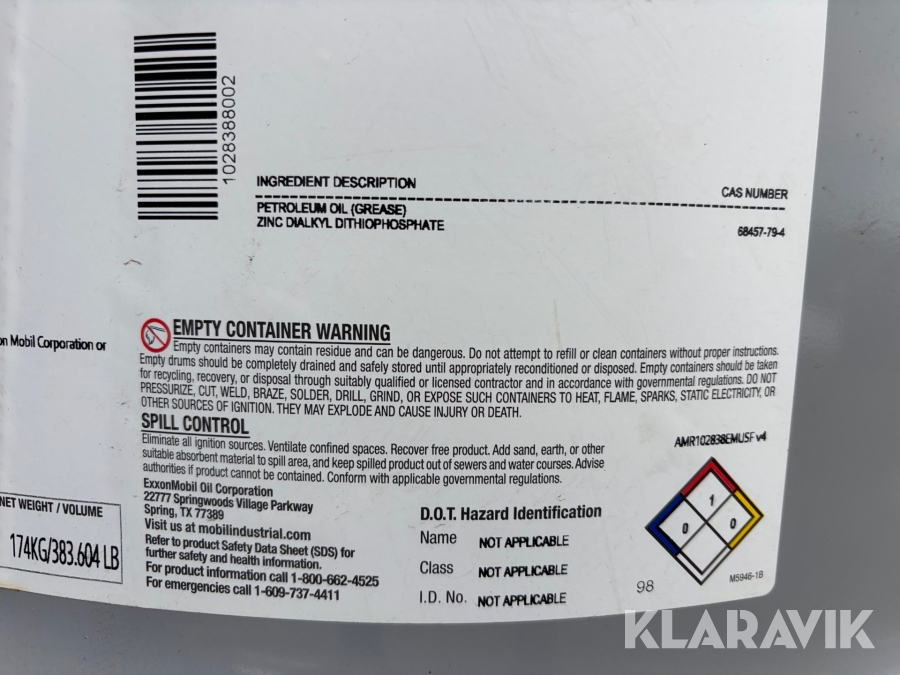 1028388002
INGREDIENT DESCRIPTION
CAS NUMBER
PETROLEUM OIL (GREASE)
ZINC DIALKYL DITHIOPHOSPHATE
68457-79-4
on Mobil Corporation or
EMPTY CONTAINER WARNING
Empty containers may contain residue and can be dangerous. Do not attempt to refill or clean containers without proper instructions.
Empty drums should be completely drained and safely stored until appropriately reconditioned or disposed. Empty containers should be taken
for recycling, recovery, or disposal through suitably qualified or licensed contractor and in accordance with governmental regulations. DO NOT
PRESSURIZE, CUT, WELD, BRAZE, SOLDER, DRILL, GRIND, OR EXPOSE SUCH CONTAINERS TO HEAT, FLAME, SPARKS, STATIC ELECTRICITY, OR
OTHER SOURCES OF IGNITION. THEY MAY EXPLODE AND CAUSE INJURY OR DEATH.
SPILL CONTROL
Eliminate all ignition sources. Ventilate confined spaces. Recover free product. Add sand, earth, or other
suitable absorbent material to spill area, and keep spilled product out of sewers and water courses. Advise
authorities if product cannot be contained. Conform with applicable governmental regulations.
AMR102838EMUSF v4
ExxonMobil Oil Corporation
22777 Springwoods Village Parkway
Spring, TX 77389
Visit us at mobilindustrial.com
Refer to product Safety Data Sheet (SDS) for
further safety and health information.
For product information call 1-800-662-4525
For emergencies call 1-609-737-4411
NET WEIGHT / VOLUME
174KG/383.604 LB
D.O.T. Hazard Identification
Name NOT APPLICABLE
Class NOT APPLICABLE
I.D. No. NOT APPLICABLE
1
0 0
98
M5946-1B
KLARAVIK